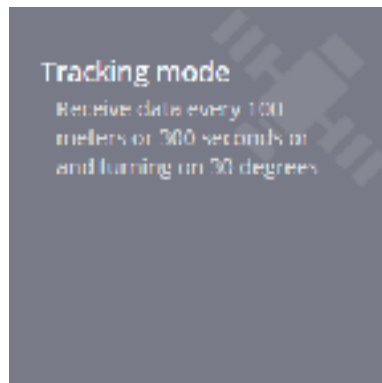 Tracking mode
Receive data every 100
meters or 300 seconds or
and turning on 30 degrees